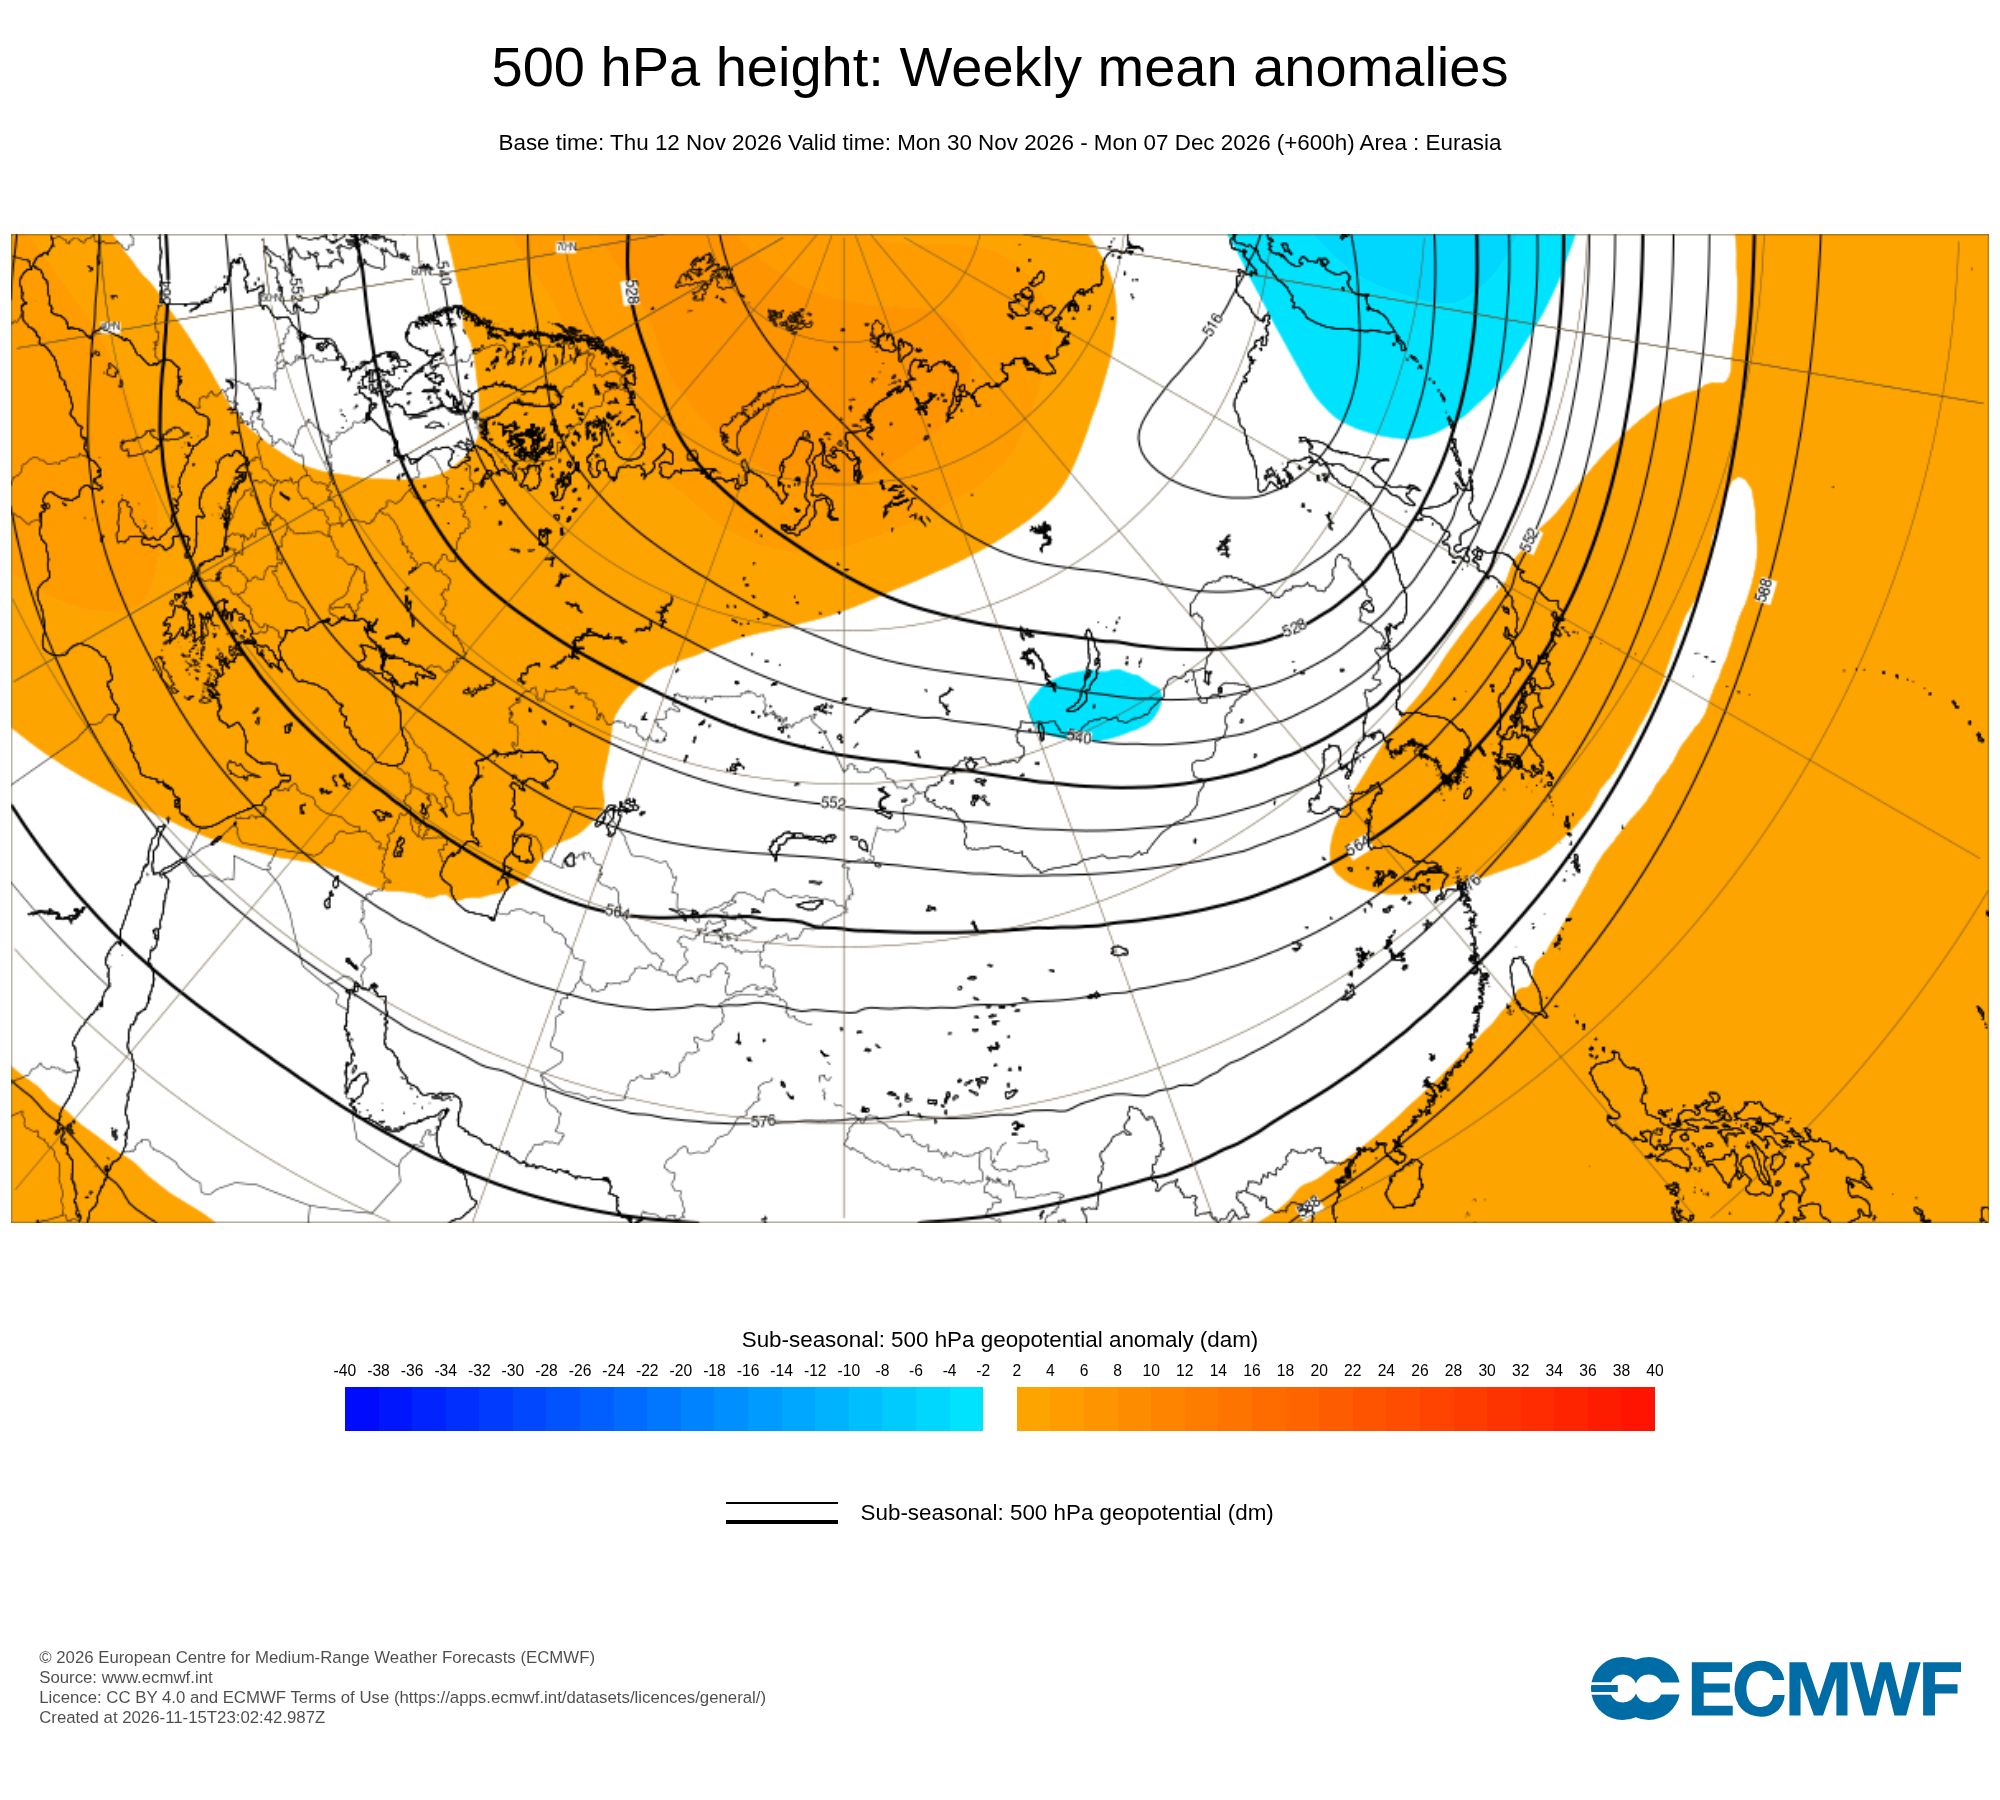 500 hPa height: Weekly mean anomalies
Base time: Thu 12 Nov 2026 Valid time: Mon 30 Nov 2026 - Mon 07 Dec 2026 (+600h) Area : Eurasia
70°N
60°N
50°N
40°N
552
540
528
516
552
588
528
540
552
564
564
576
588
Sub-seasonal: 500 hPa geopotential anomaly (dam)
-40 -38 -36 -34 -32 -30 -28 -26 -24 -22 -20 -18 -16 -14 -12 -10 -8 -6 -4 -2 2 4 6 8 10 12 14 16 18 20 22 24 26 28 30 32 34 36 38 40
Sub-seasonal: 500 hPa geopotential (dm)
© 2026 European Centre for Medium-Range Weather Forecasts (ECMWF)
Source: www.ecmwf.int
Licence: CC BY 4.0 and ECMWF Terms of Use (https://apps.ecmwf.int/datasets/licences/general/)
Created at 2026-11-15T23:02:42.987Z
ECMWF